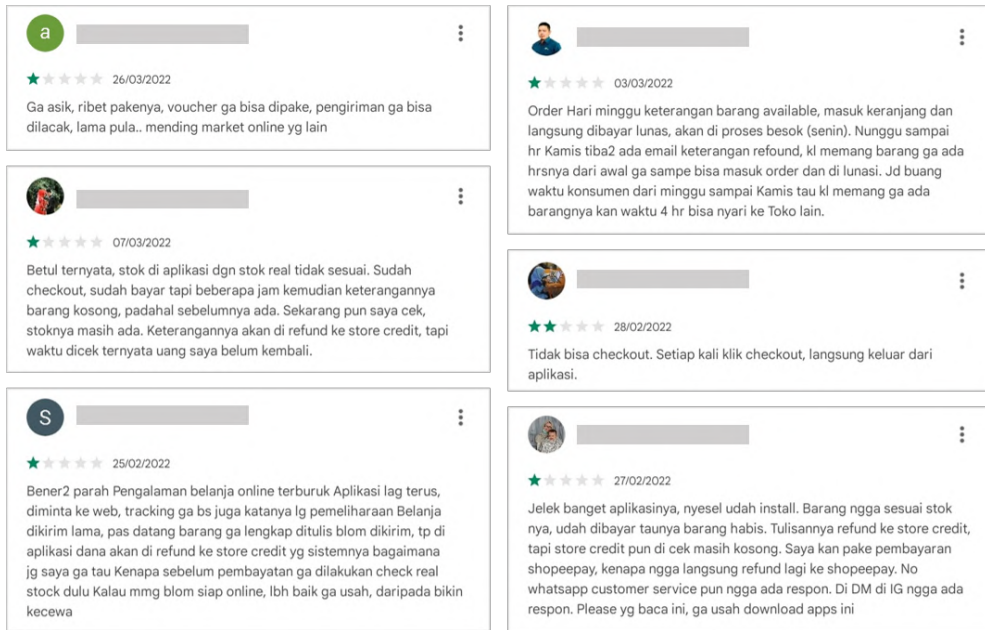 a
26/03/2022
Ga asik, ribet pakenya, voucher ga bisa dipake, pengiriman ga bisa
dilacak, lama pula.. mending market online yg lain
07/03/2022
Betul ternyata, stok di aplikasi dgn stok real tidak sesuai. Sudah
checkout, sudah bayar tapi beberapa jam kemudian keterangannya
barang kosong, padahal sebelumnya ada. Sekarang pun saya cek,
stoknya masih ada. Keterangannya akan di refund ke store credit, tapi
waktu dicek ternyata uang saya belum kembali.
S
25/02/2022
Bener2 parah Pengalaman belanja online terburuk Aplikasi lag terus,
diminta ke web, tracking ga bs juga katanya lg pemeliharaan Belanja
dikirim lama, pas datang barang ga lengkap ditulis blom dikirim, tp di
aplikasi dana akan di refund ke store credit yg sistemnya bagaimana
jg saya ga tau Kenapa sebelum pembayatan ga dilakukan check real
stock dulu Kalau mmg blom siap online, lbh baik ga usah, daripada bikin
kecewa
03/03/2022
Order Hari minggu keterangan barang available, masuk keranjang dan
langsung dibayar lunas, akan di proses besok (senin). Nunggu sampai
hr Kamis tiba2 ada email keterangan refound, kl memang barang ga ada
hrsnya dari awal ga sampe bisa masuk order dan di lunasi. Jd buang
waktu konsumen dari minggu sampai Kamis tau kl memang ga ada
barangnya kan waktu 4 hr bisa nyari ke Toko lain.
28/02/2022
Tidak bisa checkout. Setiap kali klik checkout, langsung keluar dari
aplikasi.
27/02/2022
Jelek banget aplikasinya, nyesel udah install. Barang ngga sesuai stok
nya, udah dibayar taunya barang habis. Tulisannya refund ke store credit,
tapi store credit pun di cek masih kosong. Saya kan pake pembayaran
shopeepay, kenapa ngga langsung refund lagi ke shopeepay. No
whatsapp customer service pun ngga ada respon. Di DM di IG ngga ada
respon. Please yg baca ini, ga usah download apps ini